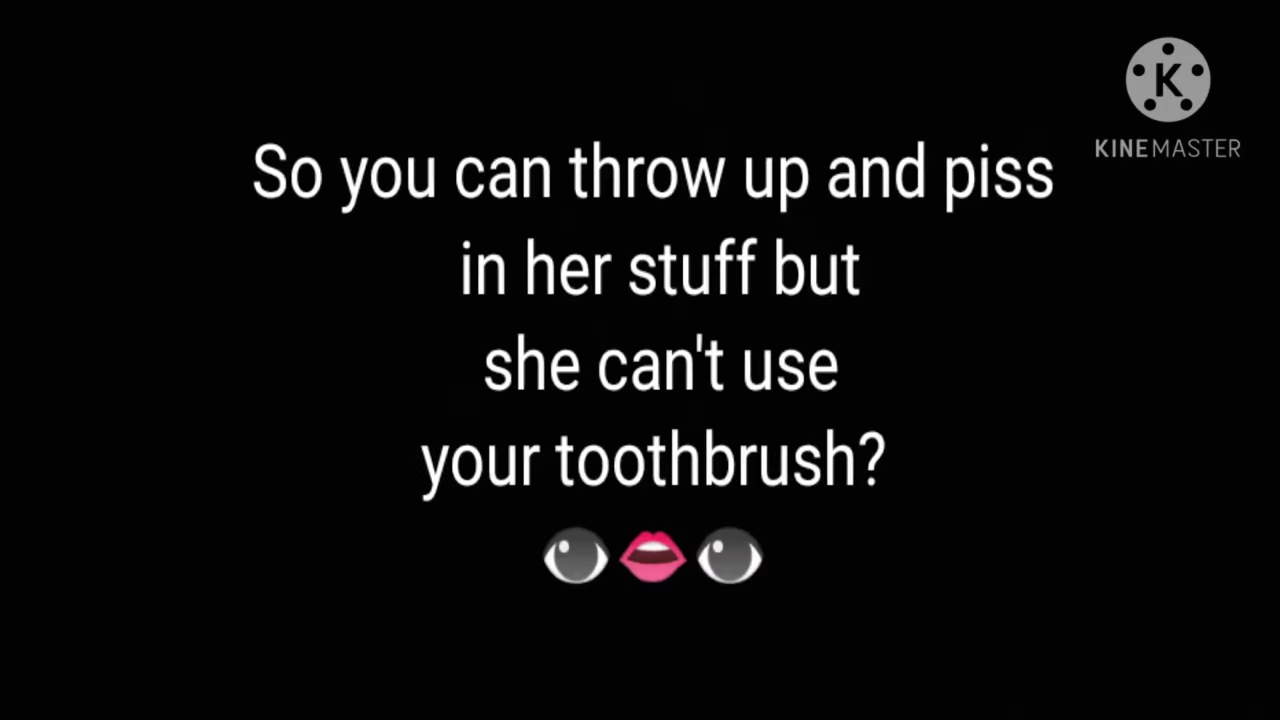 K
KINEMASTER
So you can throw up and piss
in her stuff but
she can't use
your toothbrush?
👁👄👁